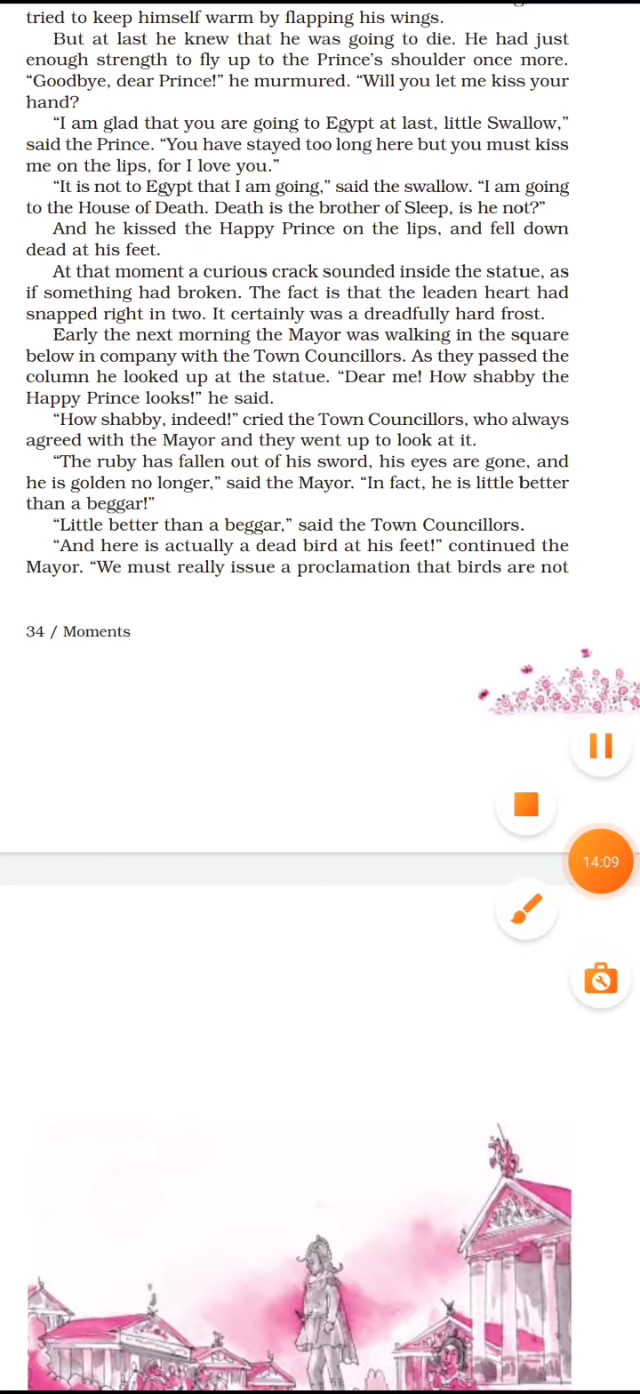 tried to keep himself warm by flapping his wings.
But at last he knew that he was going to die. He had just
enough strength to fly up to the Prince’s shoulder once more.
“Goodbye, dear Prince!” he murmured. “Will you let me kiss your
hand?
“I am glad that you are going to Egypt at last, little Swallow,”
said the Prince. “You have stayed too long here but you must kiss
me on the lips, for I love you.”
“It is not to Egypt that I am going,” said the swallow. “I am going
to the House of Death. Death is the brother of Sleep, is he not?”
And he kissed the Happy Prince on the lips, and fell down
dead at his feet.
At that moment a curious crack sounded inside the statue, as
if something had broken. The fact is that the leaden heart had
snapped right in two. It certainly was a dreadfully hard frost.
Early the next morning the Mayor was walking in the square
below in company with the Town Councillors. As they passed the
column he looked up at the statue. “Dear me! How shabby the
Happy Prince looks!” he said.
“How shabby, indeed!” cried the Town Councillors, who always
agreed with the Mayor and they went up to look at it.
“The ruby has fallen out of his sword, his eyes are gone, and
he is golden no longer,” said the Mayor. “In fact, he is little better
than a beggar!”
“Little better than a beggar,” said the Town Councillors.
“And here is actually a dead bird at his feet!” continued the
Mayor. “We must really issue a proclamation that birds are not
34 / Moments
14:09